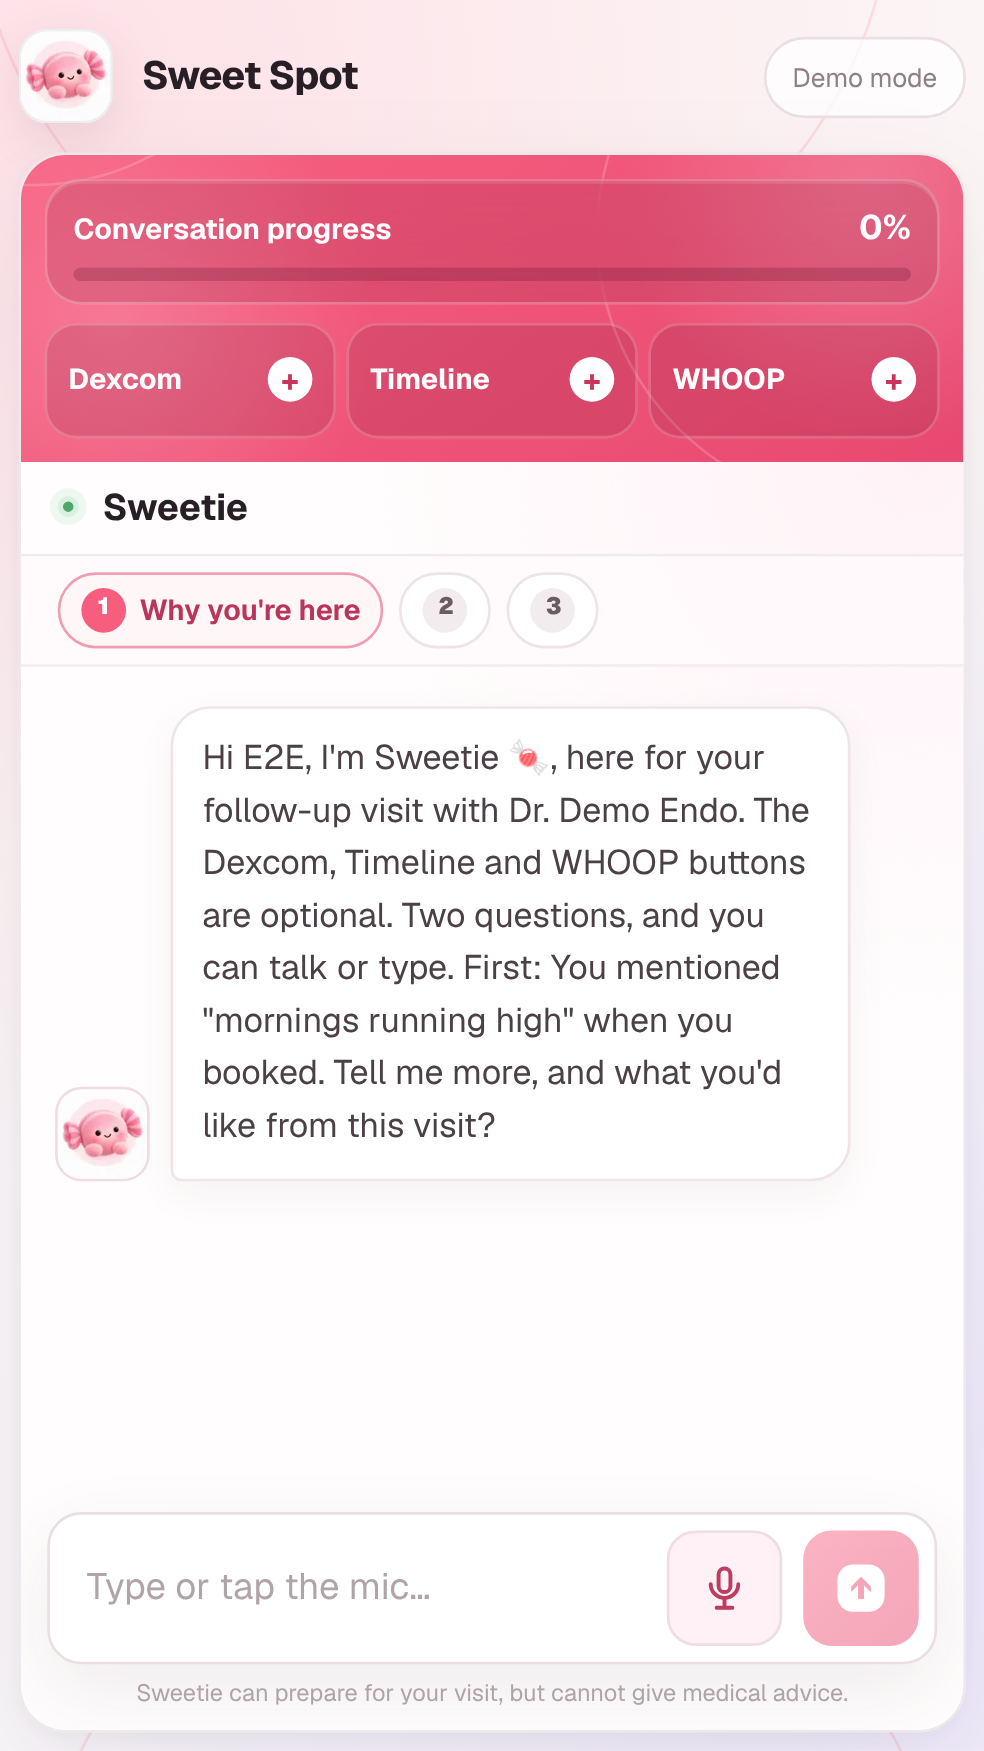 Sweet Spot
Demo mode
Conversation progress
0%
Dexcom +
Timeline +
WHOOP +
Sweetie
1 Why you're here
2
3
Hi E2E, I'm Sweetie 🍬, here for your
follow-up visit with Dr. Demo Endo. The
Dexcom, Timeline and WHOOP buttons
are optional. Two questions, and you
can talk or type. First: You mentioned
"mornings running high" when you
booked. Tell me more, and what you'd
like from this visit?
Type or tap the mic...
Sweetie can prepare for your visit, but cannot give medical advice.